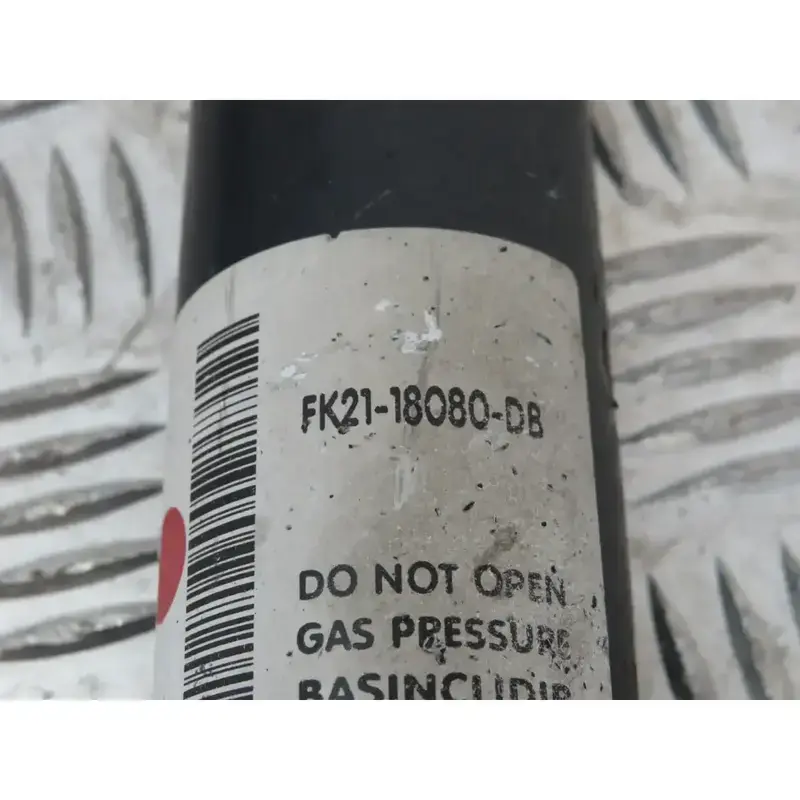 FK21-18080-DB
DO NOT OPEN
GAS PRESSURE
BASINCLIDIR